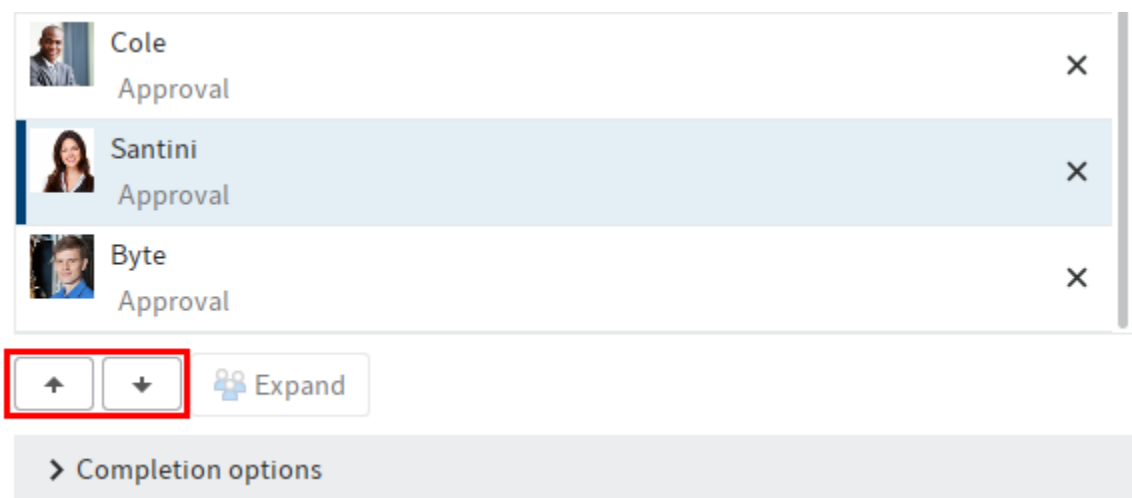 Cole
Approval
Santini
Approval
Byte
Approval
Expand
Completion options